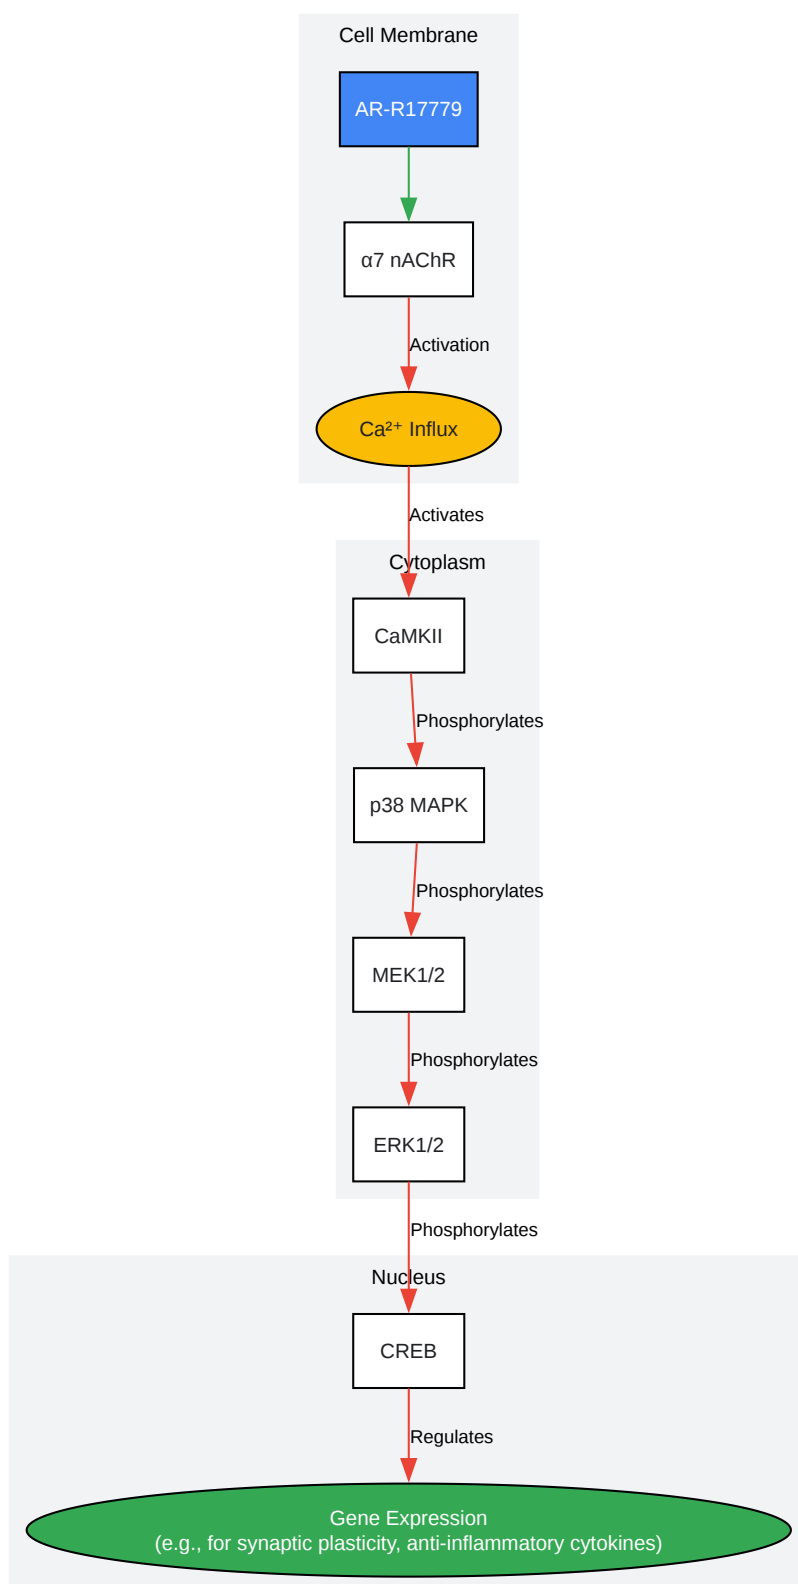 Cell Membrane
AR-R17779
α7 nAChR
Activation
Ca²⁺ Influx
Activates
Cytoplasm
CaMKII
Phosphorylates
p38 MAPK
Phosphorylates
MEK1/2
Phosphorylates
ERK1/2
Phosphorylates
Nucleus
CREB
Regulates
Gene Expression
(e.g., for synaptic plasticity, anti-inflammatory cytokines)